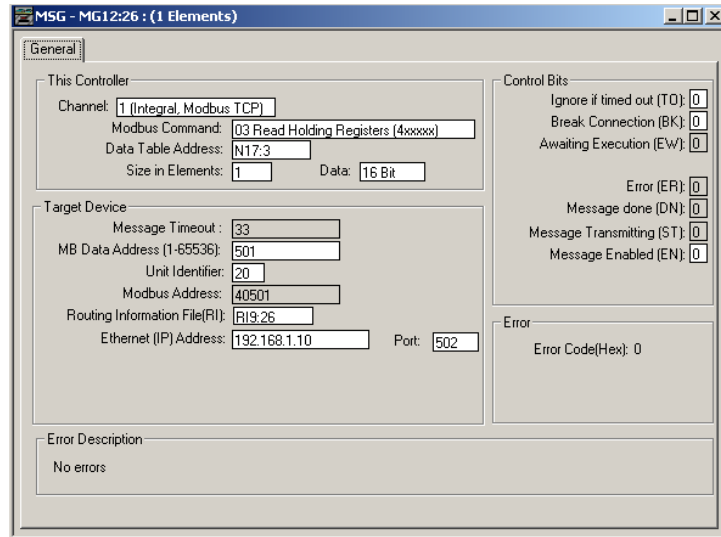 MSG - MG12:26 : (1 Elements)
General
This Controller
Channel: 1 (Integral, Modbus TCP)
Modbus Command: 03 Read Holding Registers (4xxxxx)
Data Table Address: N17:3
Size in Elements: 1 Data: 16 Bit
Target Device
Message Timeout : 33
MB Data Address (1-65536): 501
Unit Identifier: 20
Modbus Address: 40501
Routing Information File(RI): RI9:26
Ethernet (IP) Address: 192.168.1.10 Port: 502
Control Bits
Ignore if timed out (TO): 0
Break Connection (BK): 0
Awaiting Execution (EW): 0
Error (ER): 0
Message done (DN): 0
Message Transmitting (ST): 0
Message Enabled (EN): 0
Error
Error Code(Hex): 0
Error Description
No errors